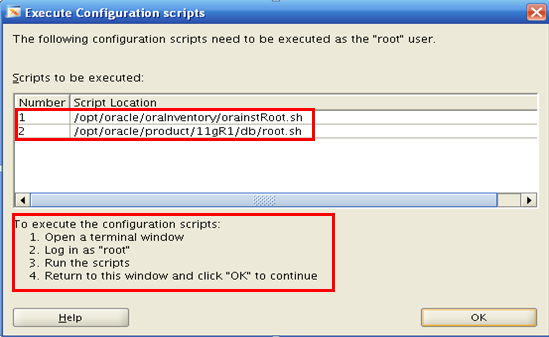 Execute Configuration scripts
The following configuration scripts need to be executed as the "root" user.
Scripts to be executed:
Number Script Location
1 /opt/oracle/oraInventory/orainstRoot.sh
2 /opt/oracle/product/11gR1/db/root.sh
To execute the configuration scripts:
1. Open a terminal window
2. Log in as "root"
3. Run the scripts
4. Return to this window and click "OK" to continue
Help OK